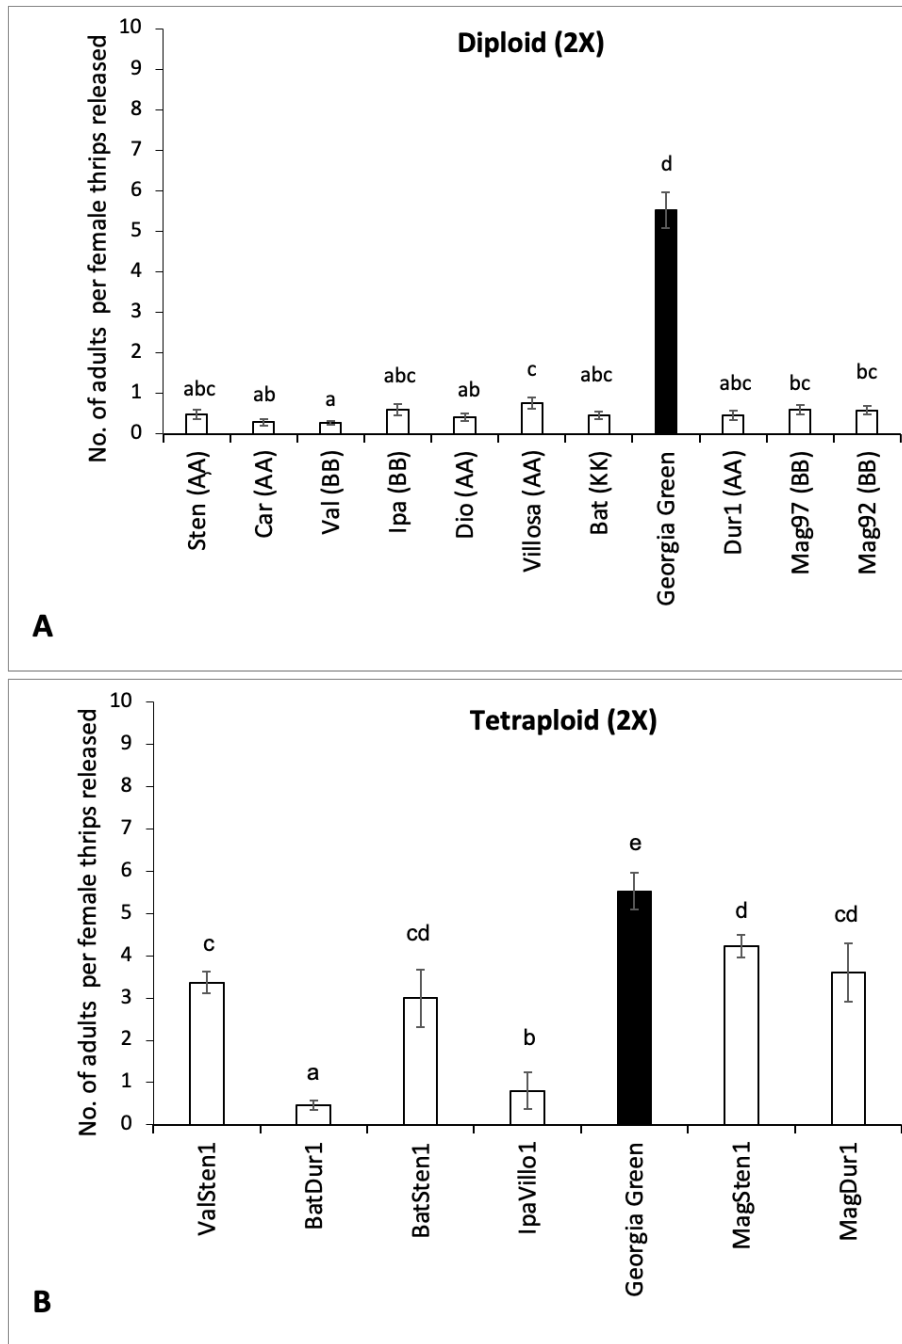 Diploid (2X)
No. of adults per female thrips released
10
9
8
7
6
5
4
3
2
1
0
abc
ab
a
abc
ab
c
abc
d
abc
bc
bc
Sten (AA)
Car (AA)
Val (BB)
Ipa (BB)
Dio (AA)
Villosa (AA)
Bat (KK)
Georgia Green
Dur1 (AA)
Mag97 (BB)
Mag92 (BB)
A
Tetraploid (2X)
No. of adults per female thrips released
10
9
8
7
6
5
4
3
2
1
0
c
a
cd
b
e
d
cd
ValSten1
BatDur1
BatSten1
IpaVillo1
Georgia Green
MagSten1
MagDur1
B